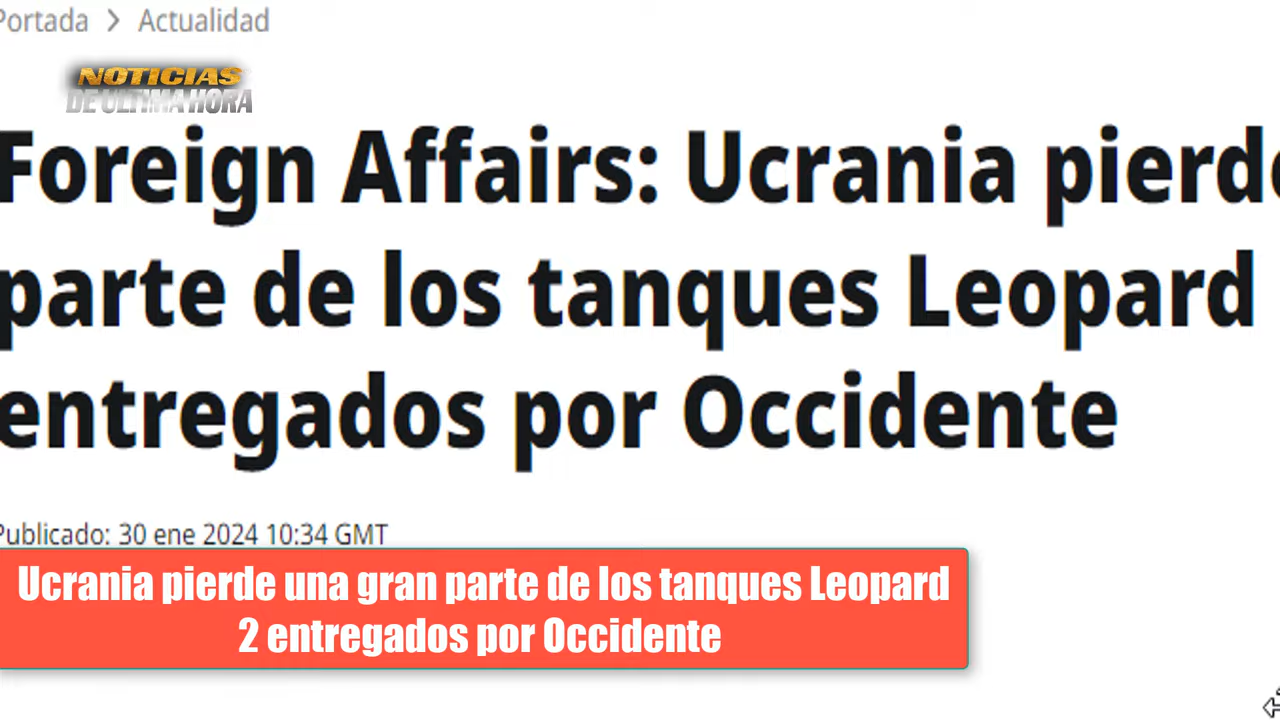 Portada > Actualidad
NOTICIAS
DE ULTIMA HORA
Foreign Affairs: Ucrania pierde
parte de los tanques Leopard
entregados por Occidente
Publicado: 30 ene 2024 10:34 GMT
Ucrania pierde una gran parte de los tanques Leopard
2 entregados por Occidente